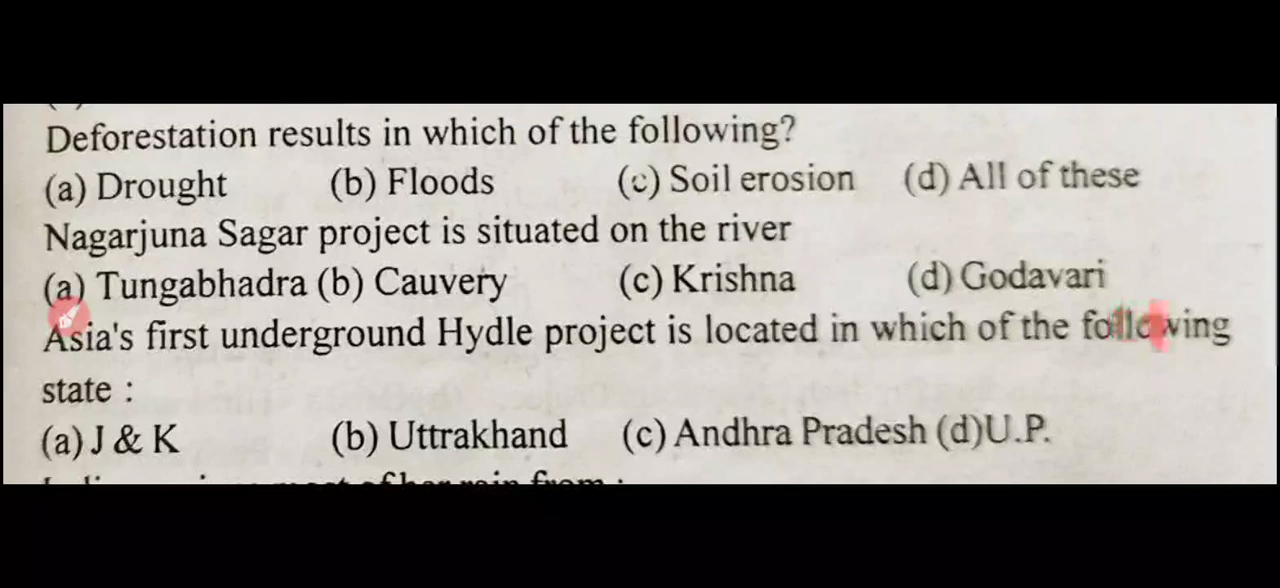 Deforestation results in which of the following?
(a) Drought (b) Floods (c) Soil erosion (d) All of these
Nagarjuna Sagar project is situated on the river
(a) Tungabhadra (b) Cauvery (c) Krishna (d) Godavari
Asia's first underground Hydle project is located in which of the following
state :
(a) J & K (b) Uttrakhand (c) Andhra Pradesh (d)U.P.